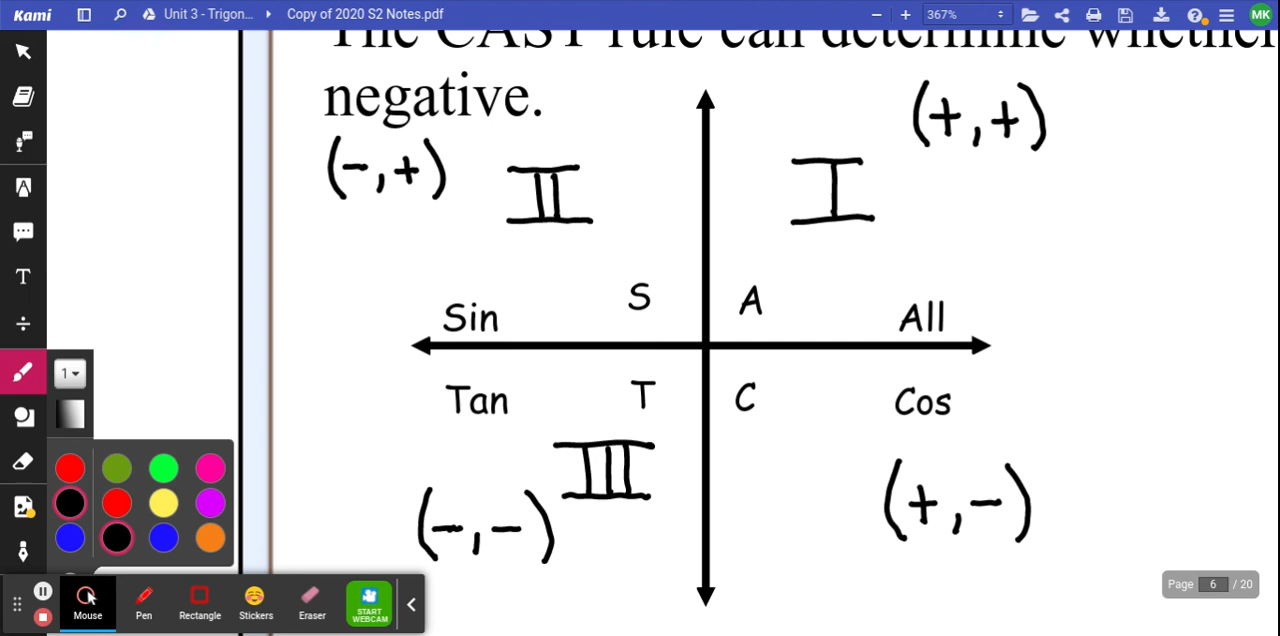 Kami
Unit 3 - Trigon...
Copy of 2020 S2 Notes.pdf
367%
MK
The CAST rule can determine whether
negative.
(+,+)
(-,+)
II
I
S
A
Sin
All
Tan
T
C
Cos
III
(-,-)
(+,-)
T
1
Page 6 / 20
Mouse
Pen
Rectangle
Stickers
Eraser
START
WEBCAM